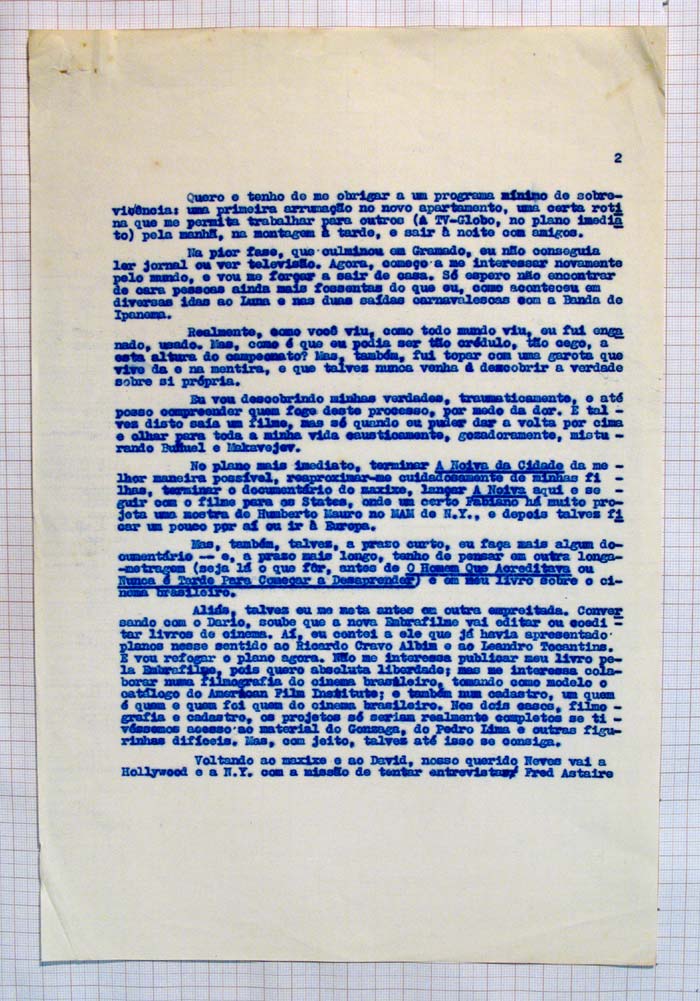 2
Quero e tenho de me obrigar a um programa mínimo de sobre-
vivência: uma primeira arrumação no novo apartamento, uma certa roti
na que me permita trabalhar para outros (A TV-Globo, no plano imedia
to) pela manhã, na montagem à tarde, e sair à noite com amigos.
Na pior fase, que culminou em Gramado, eu não conseguia
ler jornal ou ver televisão. Agora, começo a me interessar novamente
pelo mundo, e vou me forçar a sair de casa. Só espero não encontrar
de cara pessoas ainda mais fossentas do que eu, como aconteceu em
diversas idas ao Luna e nas duas saídas carnavalescas com a Banda de
Ipanema.
Realmente, como você viu, como todo mundo viu, eu fui enga
nado, usado. Mas, como é que eu podia ser tão crédulo, tão cego, a
esta altura do campeonato? Mas, também, fui topar com uma garota que
vive da e na mentira, e que talvez nunca venha á descobrir a verdade
sobre si própria.
Eu vou descobrindo minhas verdades, traumaticamente, e até
posso compreender quem foge deste processo, por medo da dor. E tal -
vez disto saía um filme, mas só quando eu puder dar a volta por cima
e olhar para toda a minha vida causticamente, gozadoramente, mistu -
rando Buñuel e Makavejev.
No plano mais imediato, terminar A Noiva da Cidade da me -
lhor maneira possível, reaproximar-me cuidadosamente de minhas fi -
lhas, terminar o documentário do maxixe, lançar A Noiva aqui e se -
guir com o filme para os States, onde um certo Fabiano há muito pro-
jeta uma mostra de Humberto Mauro no MAM de N.Y., e depois talvez fi
car um pouco ppr aí ou ir à Europa.
Mas, também, talvez, a prazo curto, eu faça mais algum do-
cumentário -- e, a prazo mais longo, tenho de pensar em outra longa-
-metragem (seja lá o que fôr, antes de O Homem Que Acreditava ou
Nunca é Tarde Para Começar a Desaprender) e em meu livro sobre o ci-
nema brasileiro.
Aliás, talvez eu me meta antes em outra empreitada. Conver
sando com o Dario, soube que a nova Embrafilme vai editar ou coedi -
tar livros de cinema. Aí, eu contei a ele que já havia apresentado
planos nesse sentido ao Ricardo Cravo Albim e ao Leandro Tocantins.
E vou refogar o plano agora. Não me interessa publicar meu livro pe-
la Embrafilme, pois quero absoluta liberdade; mas me interessa cola-
borar numa filmografia do cinema brasileiro, tomando como modelo o
catálogo do American Film Institute; e também num cadastro, um quem
é quem e quem foi quem do cinema brasileiro. Nos dois casos, filmo -
grafia e cadastro, os projetos só seriam realmente completos se ti -
véssemos acesso ao material do Gonzaga, do Pedro Lima e outras figu-
rinhas difíceis. Mas, com jeito, talvez até isso se consiga.
Voltando ao maxixe e ao David, nosso querido Neves vai a
Hollywood e a N.Y. com a missão de tentar entrevistar Fred Astaire